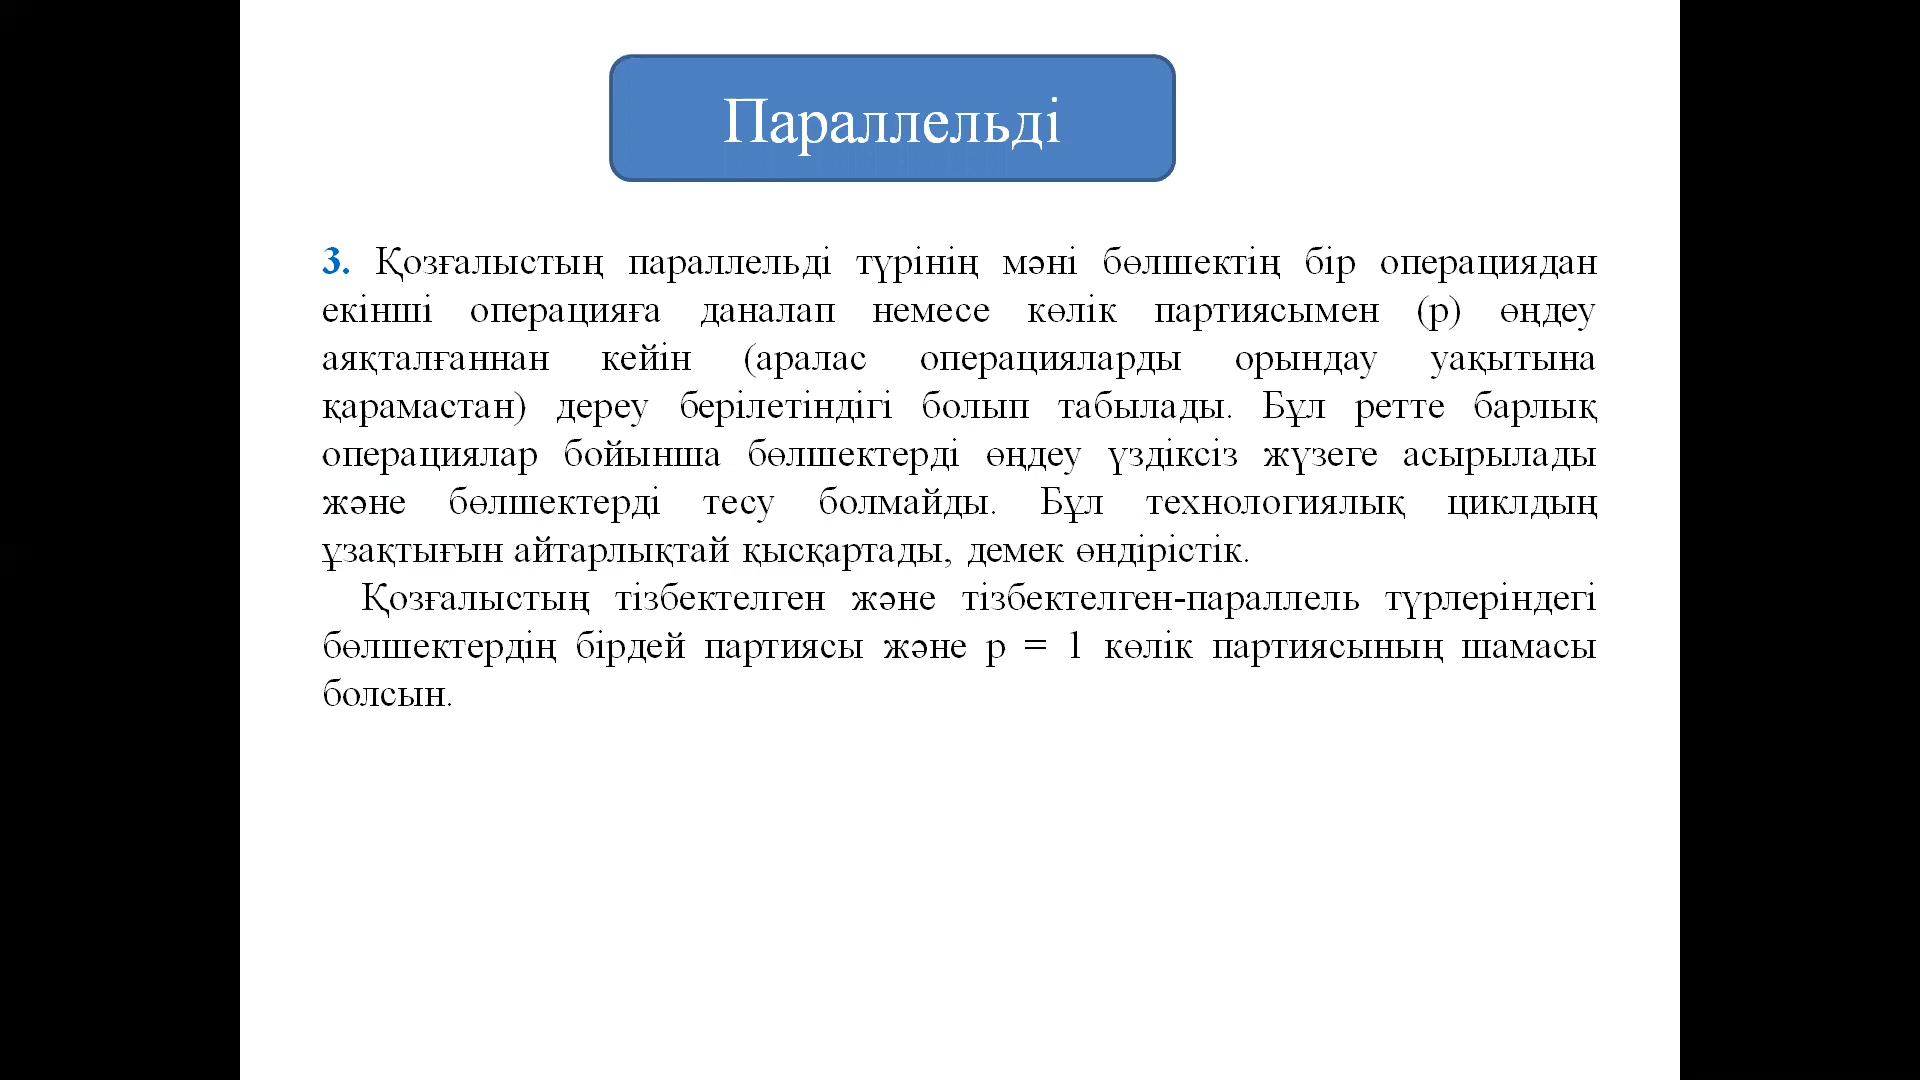 Параллельді
3. Қозғалыстың параллельді түрінің мәні бөлшектің бір операциядан
екінші операцияға даналап немесе көлік партиясымен (p) өңдеу
аяқталғаннан кейін (аралас операцияларды орындау уақытына
қарамастан) дереу берілетіндігі болып табылады. Бұл ретте барлық
операциялар бойынша бөлшектерді өңдеу үздіксіз жүзеге асырылады
және бөлшектерді тесу болмайды. Бұл технологиялық циклдың
ұзақтығын айтарлықтай қысқартады, демек өндірістік.
Қозғалыстың тізбектелген және тізбектелген-параллель түрлеріндегі
бөлшектердің бірдей партиясы және p = 1 көлік партиясының шамасы
болсын.